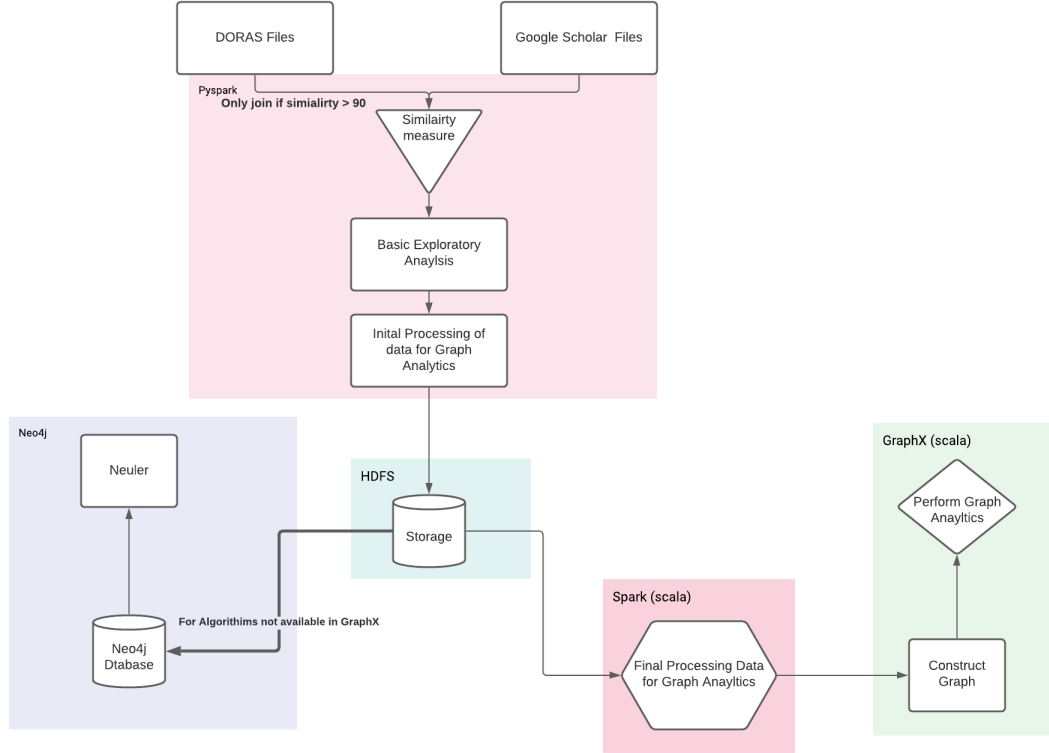 DORAS Files
Google Scholar  Files
Pyspark
Only join if simialirty > 90
Similairty
measure
Basic Exploratory
Anaylsis
Inital Processing of
data for Graph
Analytics
Neo4j
Neuler
HDFS
Storage
GraphX (scala)
Perform Graph
Anayltics
For Algorithims not available in GraphX
Neo4j
Dtabase
Spark (scala)
Final Processing Data
for Graph Anayltics
Construct
Graph